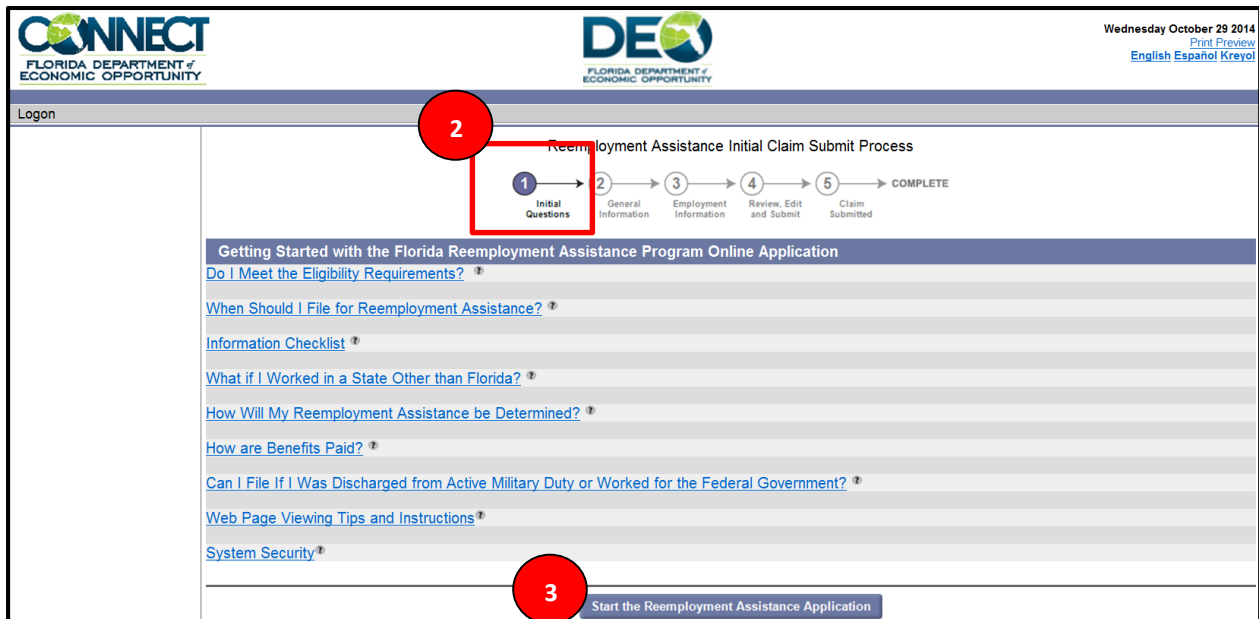 CONNECT
FLORIDA DEPARTMENT of
ECONOMIC OPPORTUNITY
DEO
FLORIDA DEPARTMENT of
ECONOMIC OPPORTUNITY
Wednesday October 29 2014
Print Preview
English Español Kreyol
Logon
2
Reemployment Assistance Initial Claim Submit Process
1 2 3 4 5 COMPLETE
Initial General Employment Review, Edit Claim
Questions Information Information and Submit Submitted
Getting Started with the Florida Reemployment Assistance Program Online Application
Do I Meet the Eligibility Requirements? ?
When Should I File for Reemployment Assistance? ?
Information Checklist ?
What if I Worked in a State Other than Florida? ?
How Will My Reemployment Assistance be Determined? ?
How are Benefits Paid? ?
Can I File If I Was Discharged from Active Military Duty or Worked for the Federal Government? ?
Web Page Viewing Tips and Instructions ?
System Security ?
3
Start the Reemployment Assistance Application